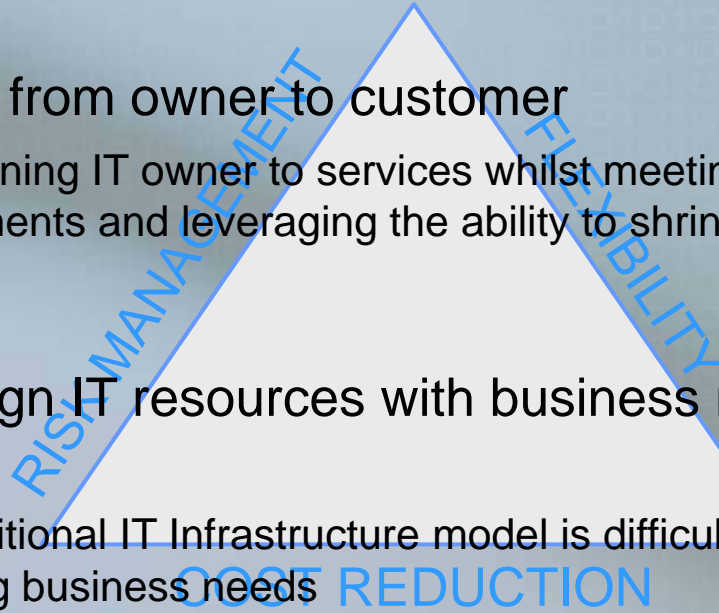 from owner to customer
ning IT owner to services whilst meetin
ents and leveraging the ability to shrin
RISK MANAGEMENT
FLEXIBILITY
gn IT resources with business
itional IT Infrastructure model is difficul
g business needs
COST REDUCTION